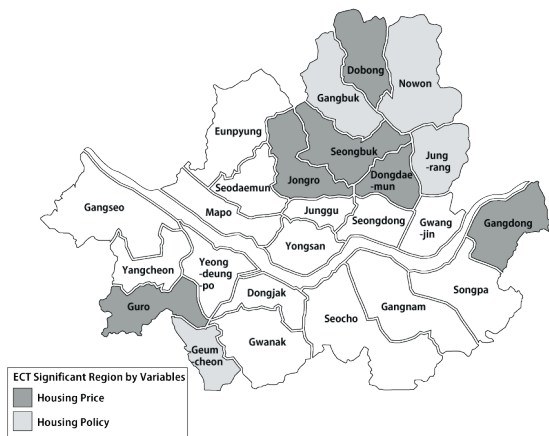 Dobong
Nowon
Gangbuk
Eunpyung
Seongbuk
Jung
-rang
Dongdae
-mun
Jongro
Seodaemun
Gangseo
Mapo
Junggu
Seongdong
Gwang
-jin
Gangdong
Yongsan
Yangcheon
Yeong
-deung
-po
Songpa
Dongjak
Gangnam
Guro
Seocho
Gwanak
Geum
-cheon
ECT Significant Region by Variables
Housing Price
Housing Policy